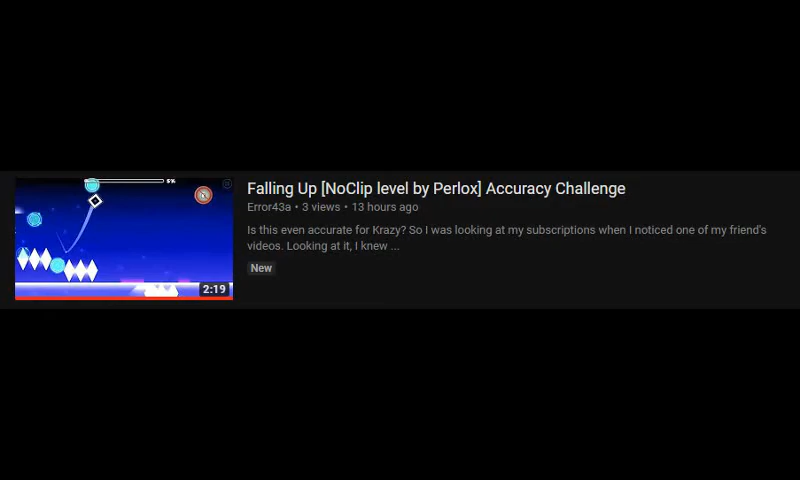 Falling Up [NoClip level by Perlox] Accuracy Challenge
Error43a • 3 views • 13 hours ago
Is this even accurate for Krazy? So I was looking at my subscriptions when I noticed one of my friend's
videos. Looking at it, I knew ...
New
2:19